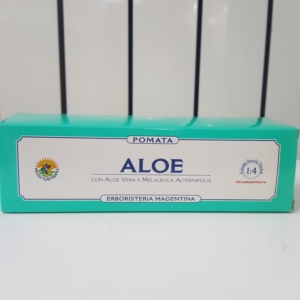 POMATA
ALOE
CON ALOE VERA E MELALEUCA ALTERNIFOLIA
1:4
ERBORISTERIA MAGENTINA